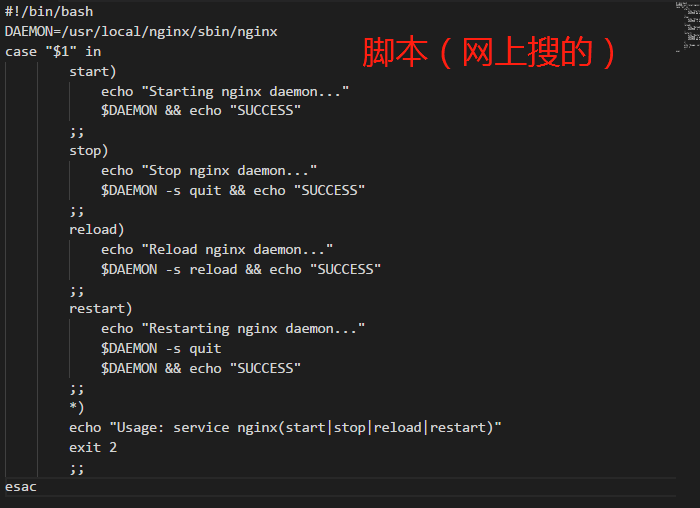 #!/bin/bash
DAEMON=/usr/local/nginx/sbin/nginx
case "$1" in
脚本（网上搜的）
start)
echo "Starting nginx daemon..."
$DAEMON && echo "SUCCESS"
;;
stop)
echo "Stop nginx daemon..."
$DAEMON -s quit && echo "SUCCESS"
;;
reload)
echo "Reload nginx daemon..."
$DAEMON -s reload && echo "SUCCESS"
;;
restart)
echo "Restarting nginx daemon..."
$DAEMON -s quit
$DAEMON && echo "SUCCESS"
;;
*)
echo "Usage: service nginx(start|stop|reload|restart)"
exit 2
;;
esac